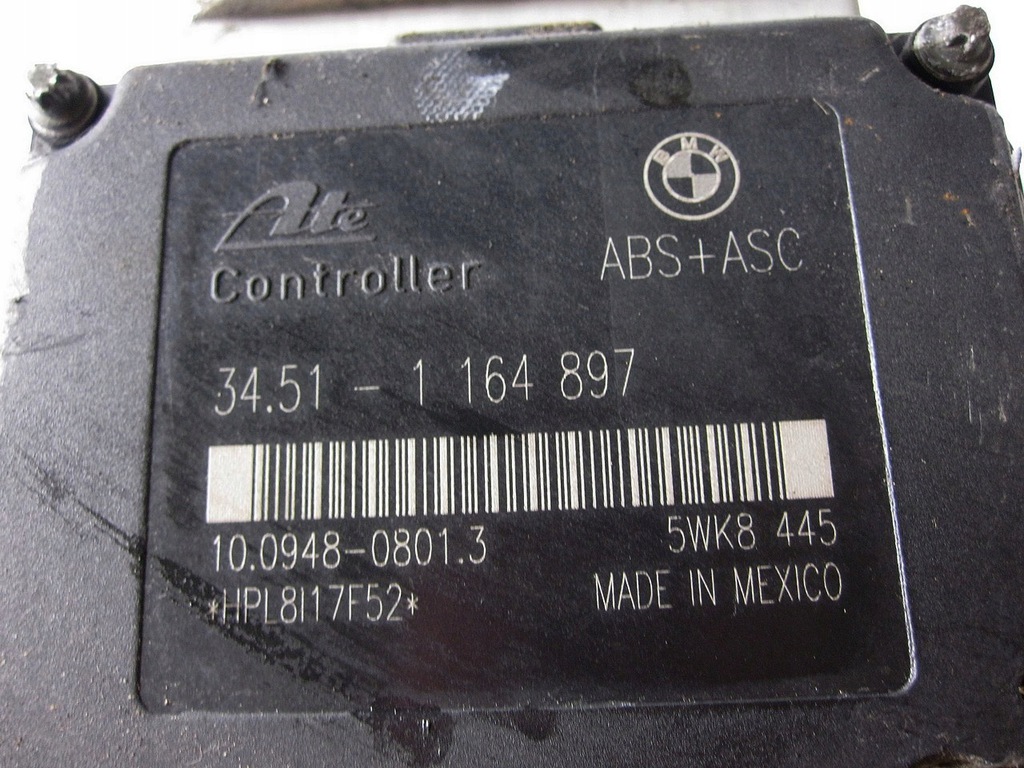 BMW
Ate
ABS+ASC
Controller
34.51 - 1 164 897
10.0948-0801.3
5WK8 445
*HPL8I17F52*
MADE IN MEXICO